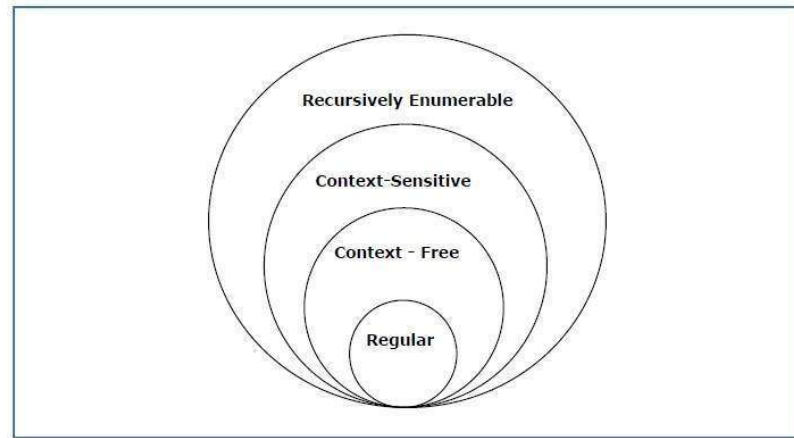 Recursively Enumerable
Context-Sensitive
Context - Free
Regular